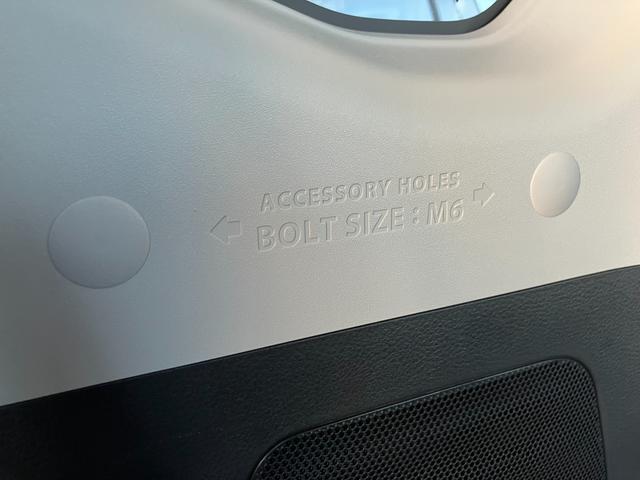 ACCESSORY HOLES
BOLT SIZE : M6